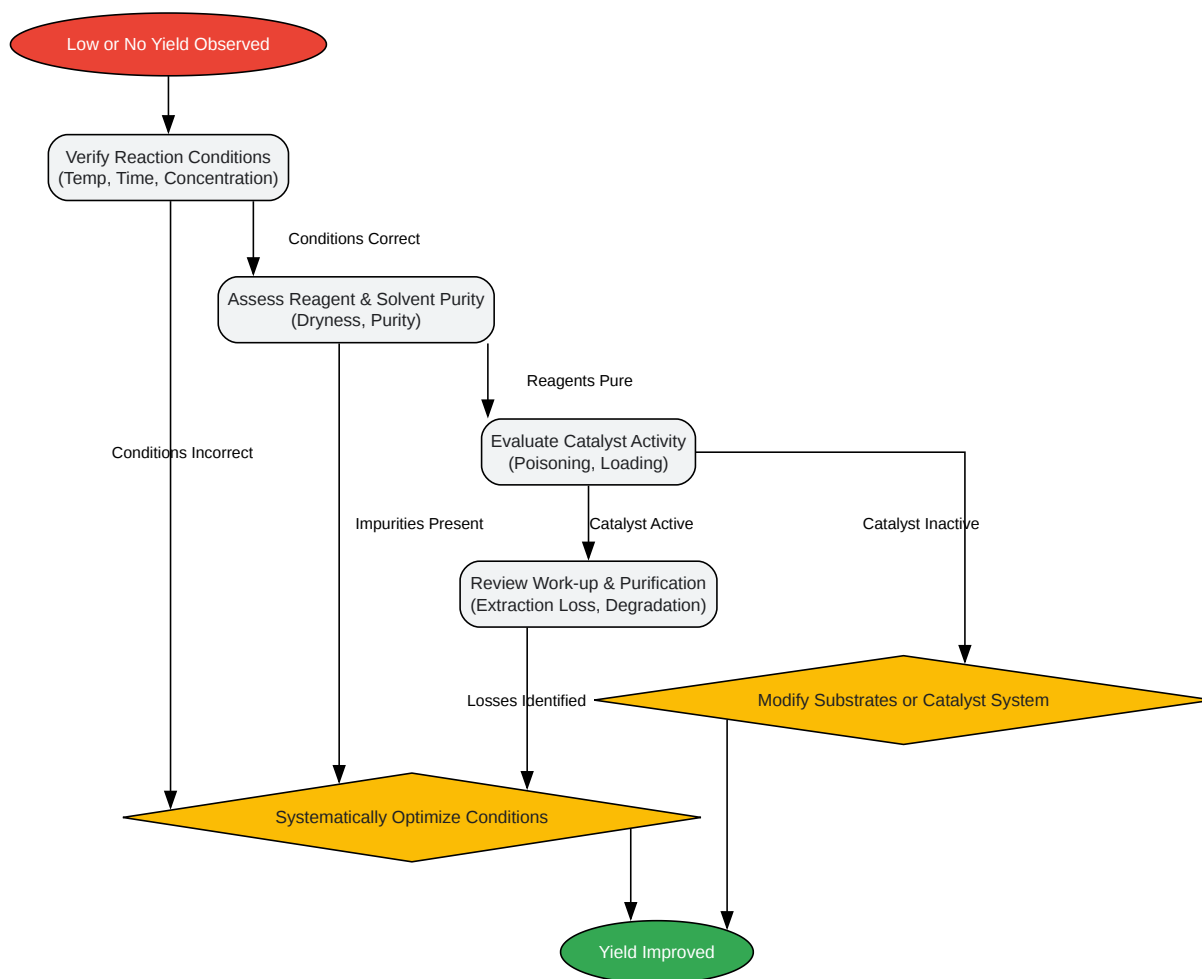 Low or No Yield Observed
Verify Reaction Conditions
(Temp, Time, Concentration)
Conditions Correct
Assess Reagent & Solvent Purity
(Dryness, Purity)
Reagents Pure
Conditions Incorrect
Evaluate Catalyst Activity
(Poisoning, Loading)
Impurities Present
Catalyst Active
Catalyst Inactive
Review Work-up & Purification
(Extraction Loss, Degradation)
Losses Identified
Modify Substrates or Catalyst System
Systematically Optimize Conditions
Yield Improved